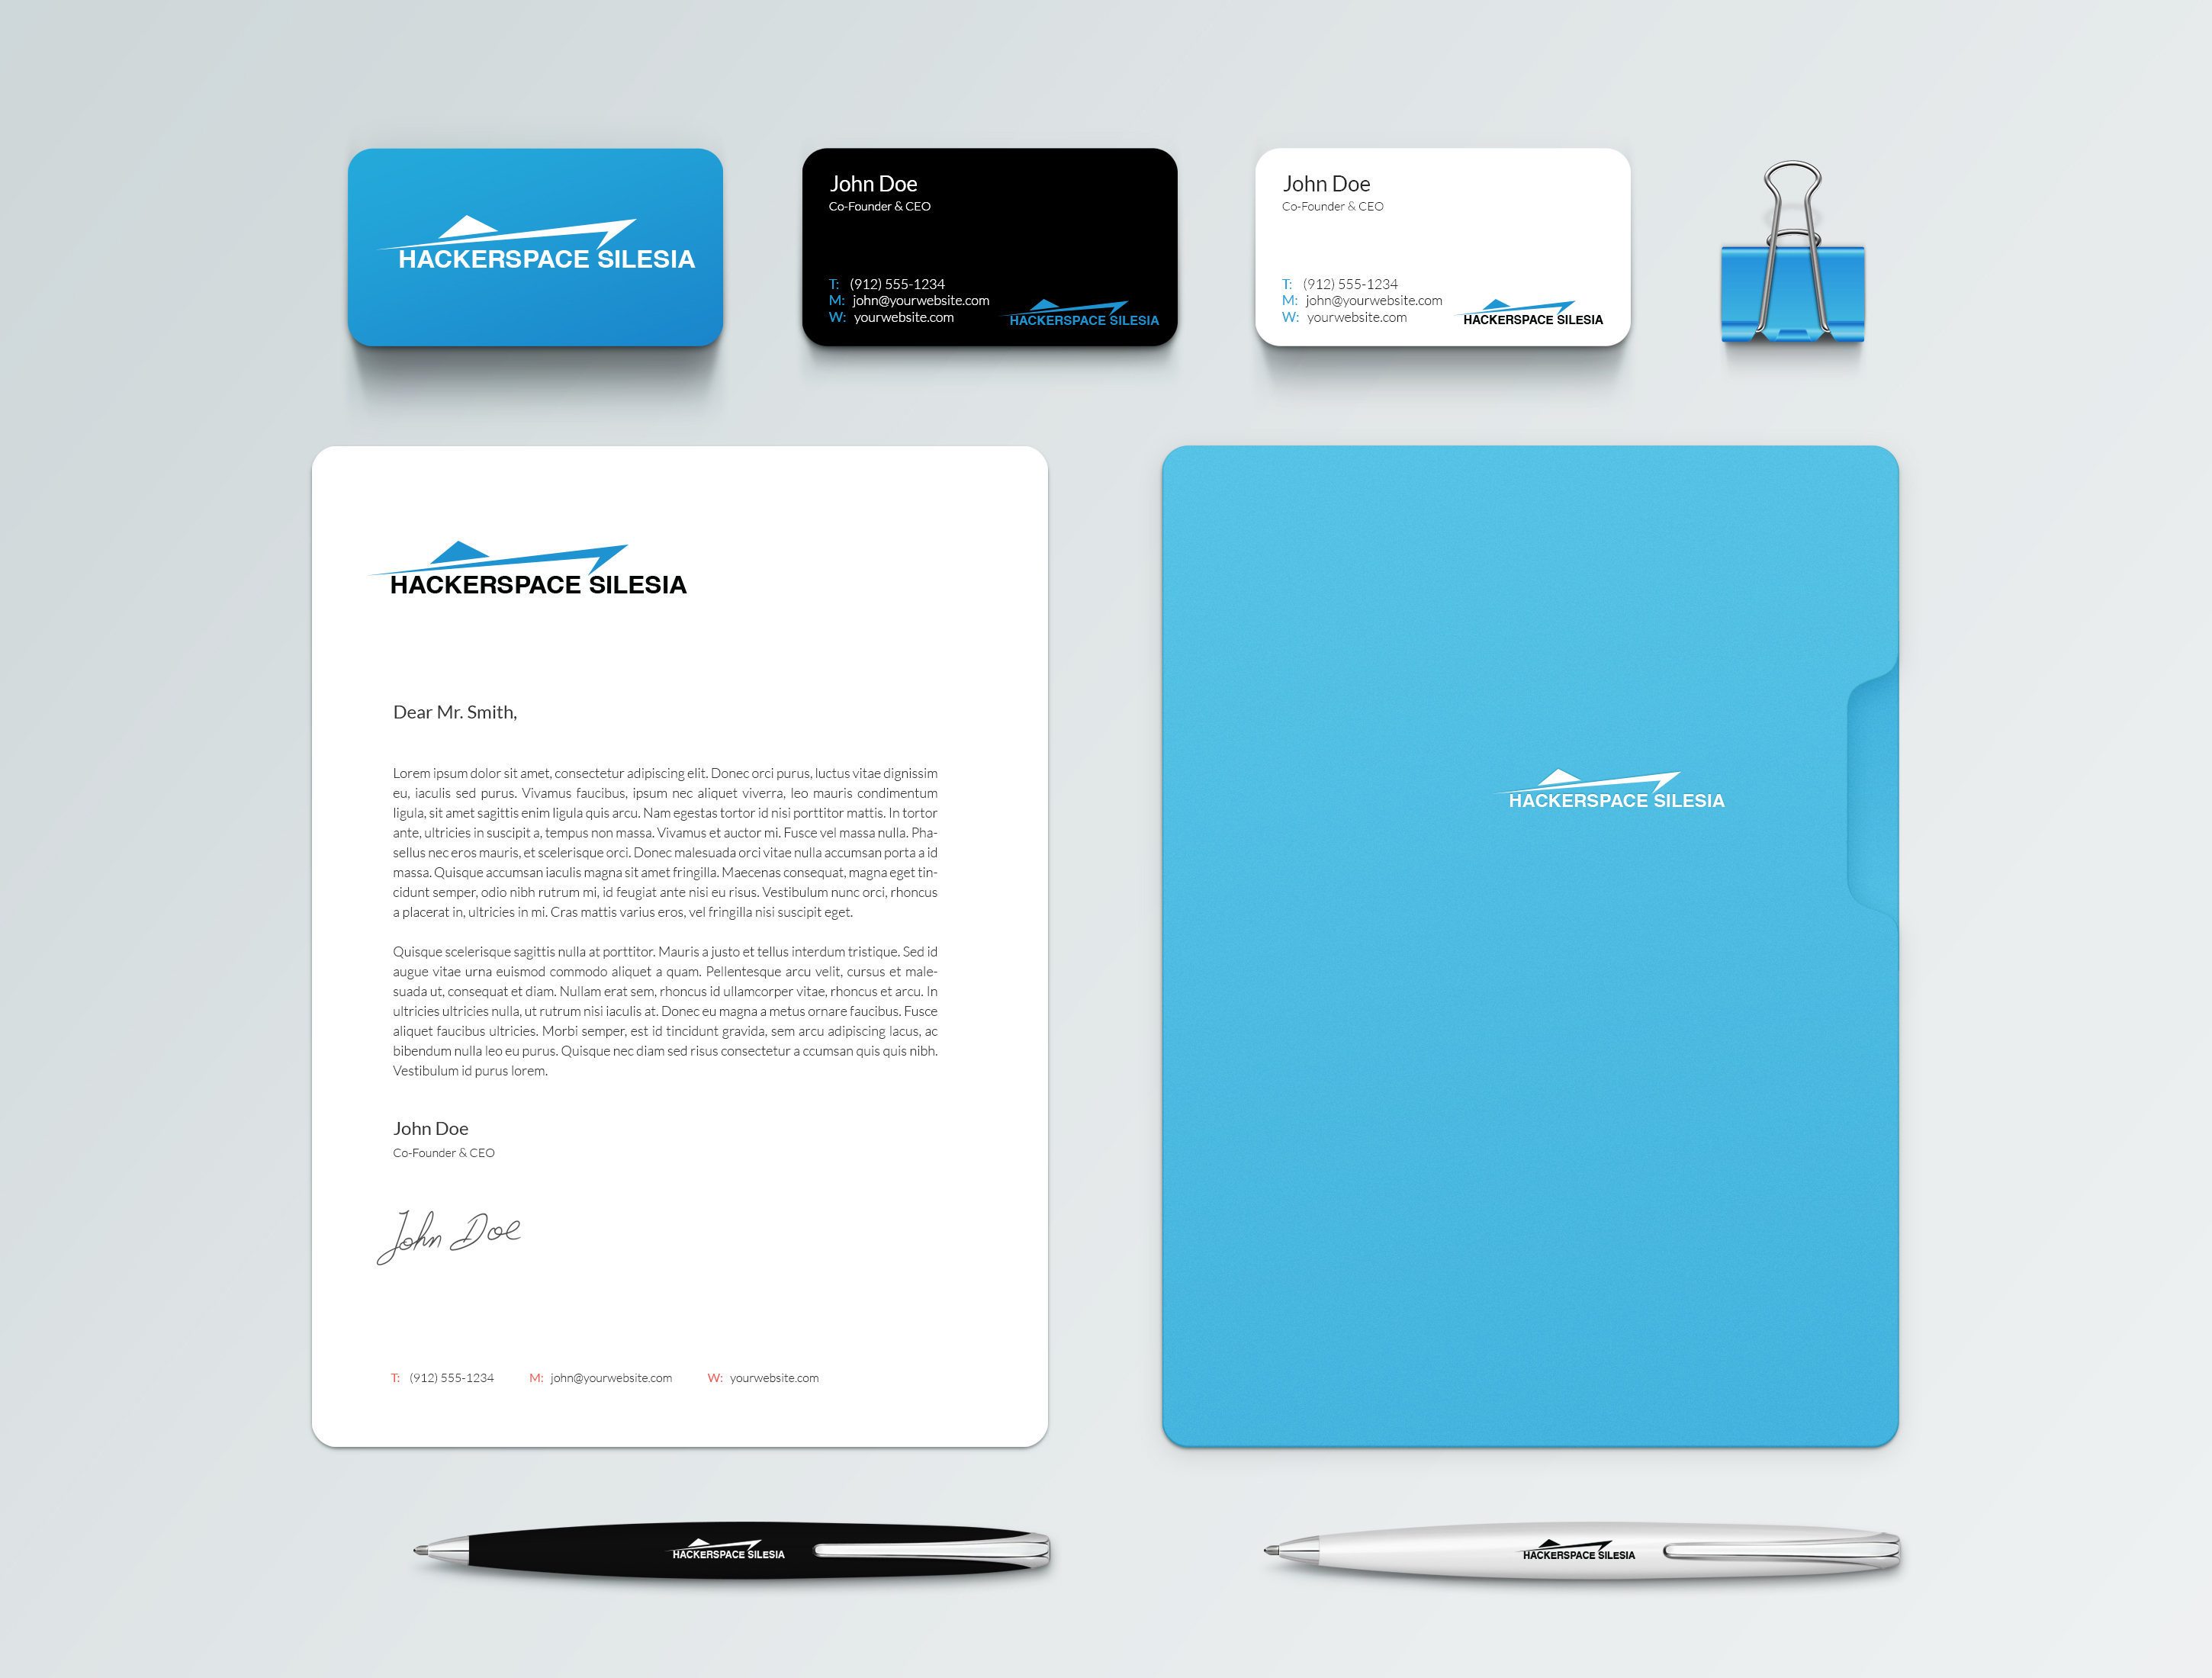 HACKERSPACE SILESIA
John Doe
Co-Founder & CEO
T: (912) 555-1234
M: john@yourwebsite.com
W: yourwebsite.com
HACKERSPACE SILESIA
John Doe
Co-Founder & CEO
T: (912) 555-1234
M: john@yourwebsite.com
W: yourwebsite.com
HACKERSPACE SILESIA
HACKERSPACE SILESIA
Dear Mr. Smith,
Lorem ipsum dolor sit amet, consectetur adipiscing elit. Donec orci purus, luctus vitae dignissim
eu, iaculis sed purus. Vivamus faucibus, ipsum nec aliquet viverra, leo mauris condimentum
ligula, sit amet sagittis enim ligula quis arcu. Nam egestas tortor id nisi porttitor mattis. In tortor
ante, ultricies in suscipit a, tempus non massa. Vivamus et auctor mi. Fusce vel massa nulla. Pha-
sellus nec eros mauris, et scelerisque orci. Donec malesuada orci vitae nulla accumsan porta a id
massa. Quisque accumsan iaculis magna sit amet fringilla. Maecenas consequat, magna eget tin-
cidunt semper, odio nibh rutrum mi, id feugiat ante nisi eu risus. Vestibulum nunc orci, rhoncus
a placerat in, ultricies in mi. Cras mattis varius eros, vel fringilla nisi suscipit eget.
Quisque scelerisque sagittis nulla at porttitor. Mauris a justo et tellus interdum tristique. Sed id
augue vitae urna euismod commodo aliquet a quam. Pellentesque arcu velit, cursus et male-
suada ut, consequat et diam. Nullam erat sem, rhoncus id ullamcorper vitae, rhoncus et arcu. In
ultricies ultricies nulla, ut rutrum nisi iaculis at. Donec eu magna a metus ornare faucibus. Fusce
aliquet faucibus ultricies. Morbi semper, est id tincidunt gravida, sem arcu adipiscing lacus, ac
bibendum nulla leo eu purus. Quisque nec diam sed risus consectetur a ccumsan quis quis nibh.
Vestibulum id purus lorem.
John Doe
Co-Founder & CEO
John Doe
T: (912) 555-1234 M: john@yourwebsite.com W: yourwebsite.com
HACKERSPACE SILESIA
HACKERSPACE SILESIA
HACKERSPACE SILESIA